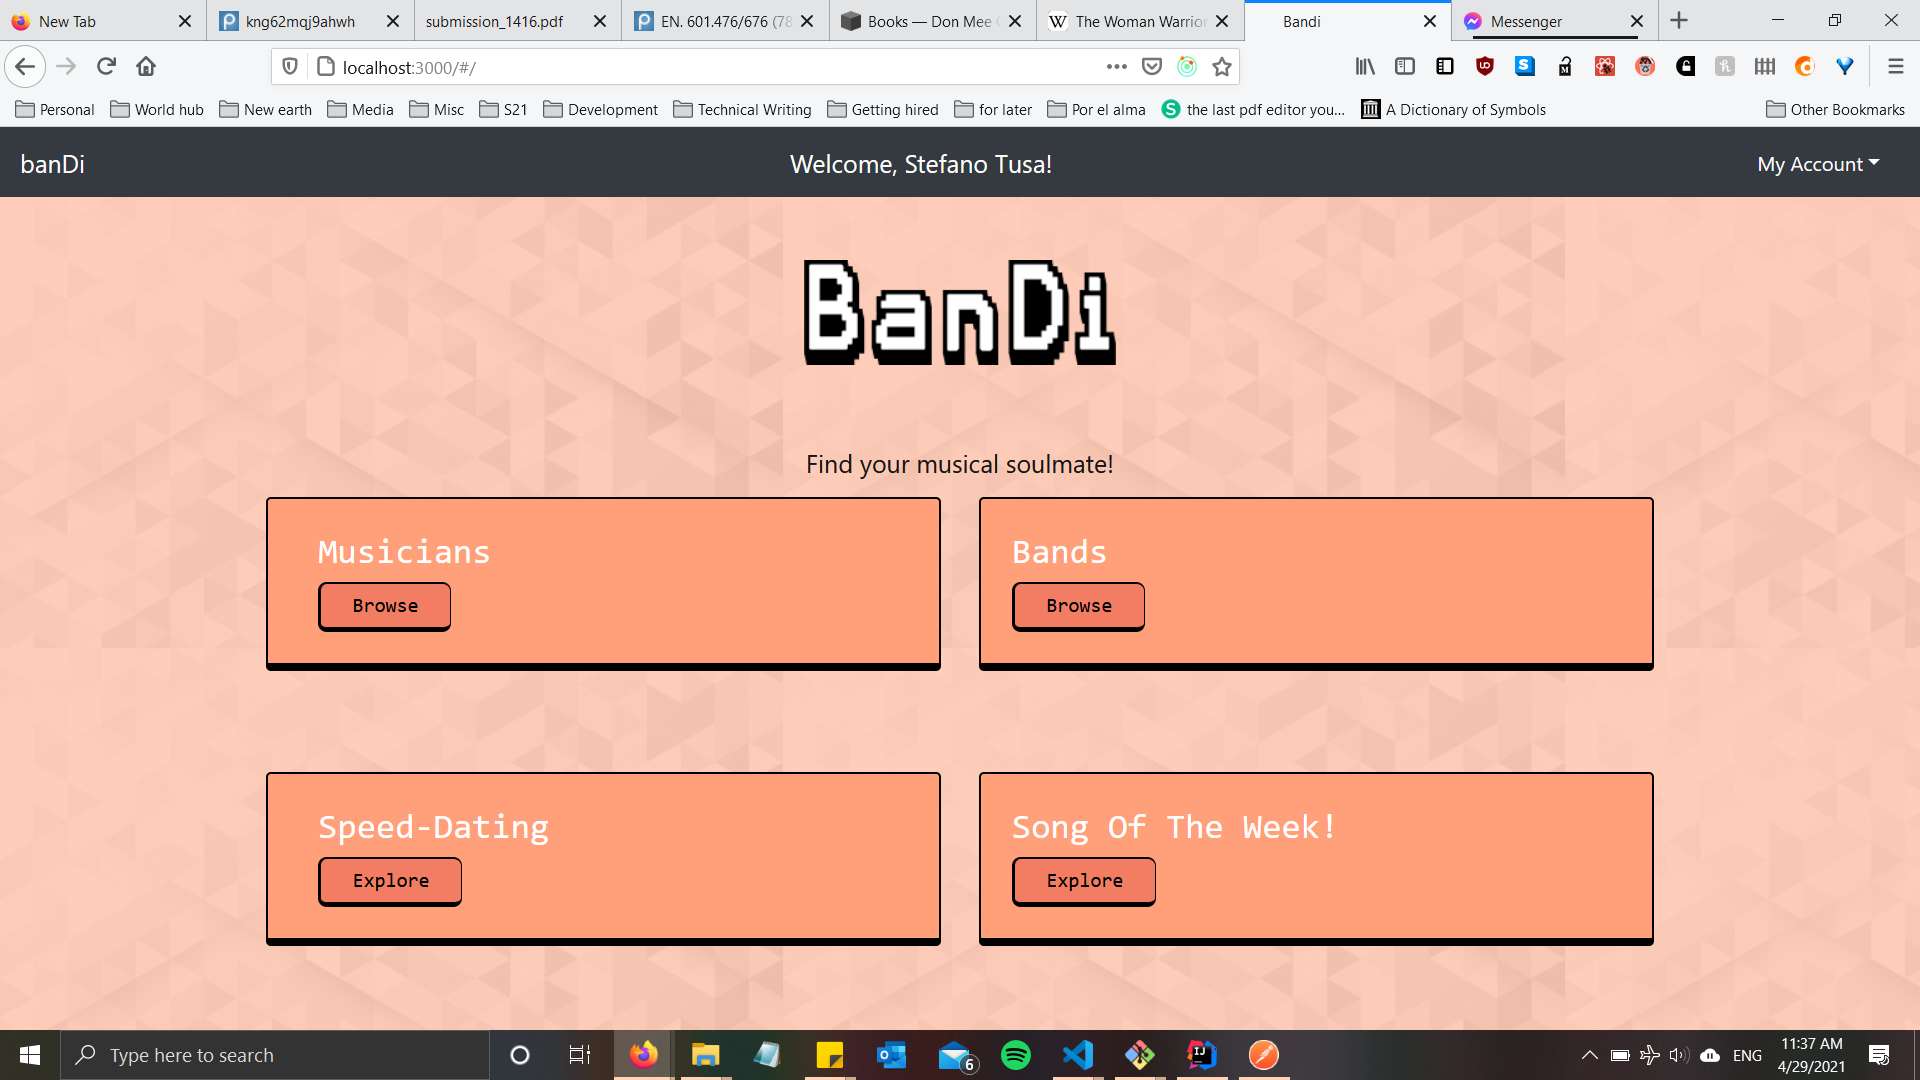 New Tab
kng62mqj9ahwh
submission_1416.pdf
EN. 601.476/676 (78
Books — Don Mee
The Woman Warrior
Bandi
Messenger
localhost:3000/#/
Personal
World hub
New earth
Media
Misc
S21
Development
Technical Writing
Getting hired
for later
Por el alma
the last pdf editor you...
A Dictionary of Symbols
Other Bookmarks
banDi
Welcome, Stefano Tusa!
My Account
BanDi
Find your musical soulmate!
Musicians
Browse
Bands
Browse
Speed-Dating
Explore
Song Of The Week!
Explore
Type here to search
6
ENG
11:37 AM
4/29/2021